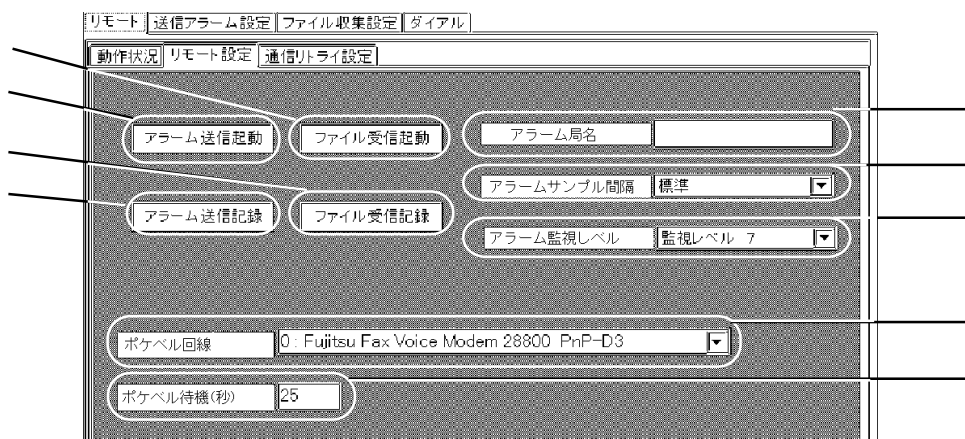 リモート 送信アラーム設定 ファイル収集設定 ダイアル
動作状況 リモート設定 通信リトライ設定
アラーム送信起動 ファイル受信起動 アラーム局名
アラームサンプル間隔 標準
アラーム送信記録 ファイル受信記録
アラーム監視レベル 監視レベル 7
ポケベル回線 0 : Fujitsu Fax Voice Modem 28800 PnP-D3
ポケベル待機(秒) 25